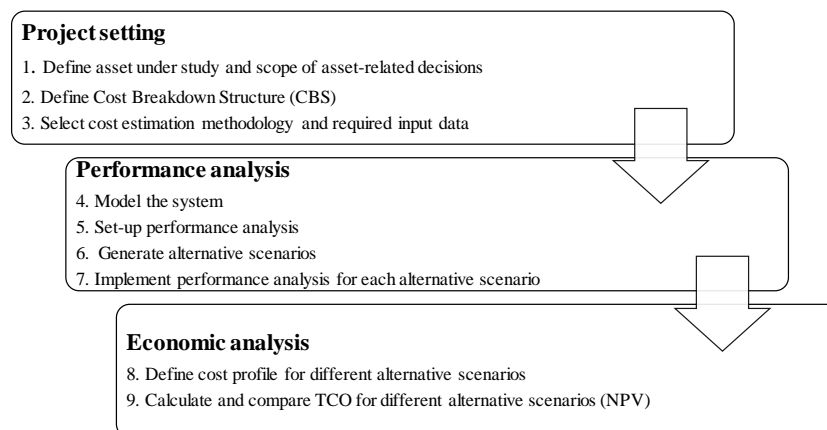 Project setting
1. Define asset under study and scope of asset-related decisions
2. Define Cost Breakdown Structure (CBS)
3. Select cost estimation methodology and required input data
Performance analysis
4. Model the system
5. Set-up performance analysis
6. Generate alternative scenarios
7. Implement performance analysis for each alternative scenario
Economic analysis
8. Define cost profile for different alternative scenarios
9. Calculate and compare TCO for different alternative scenarios (NPV)